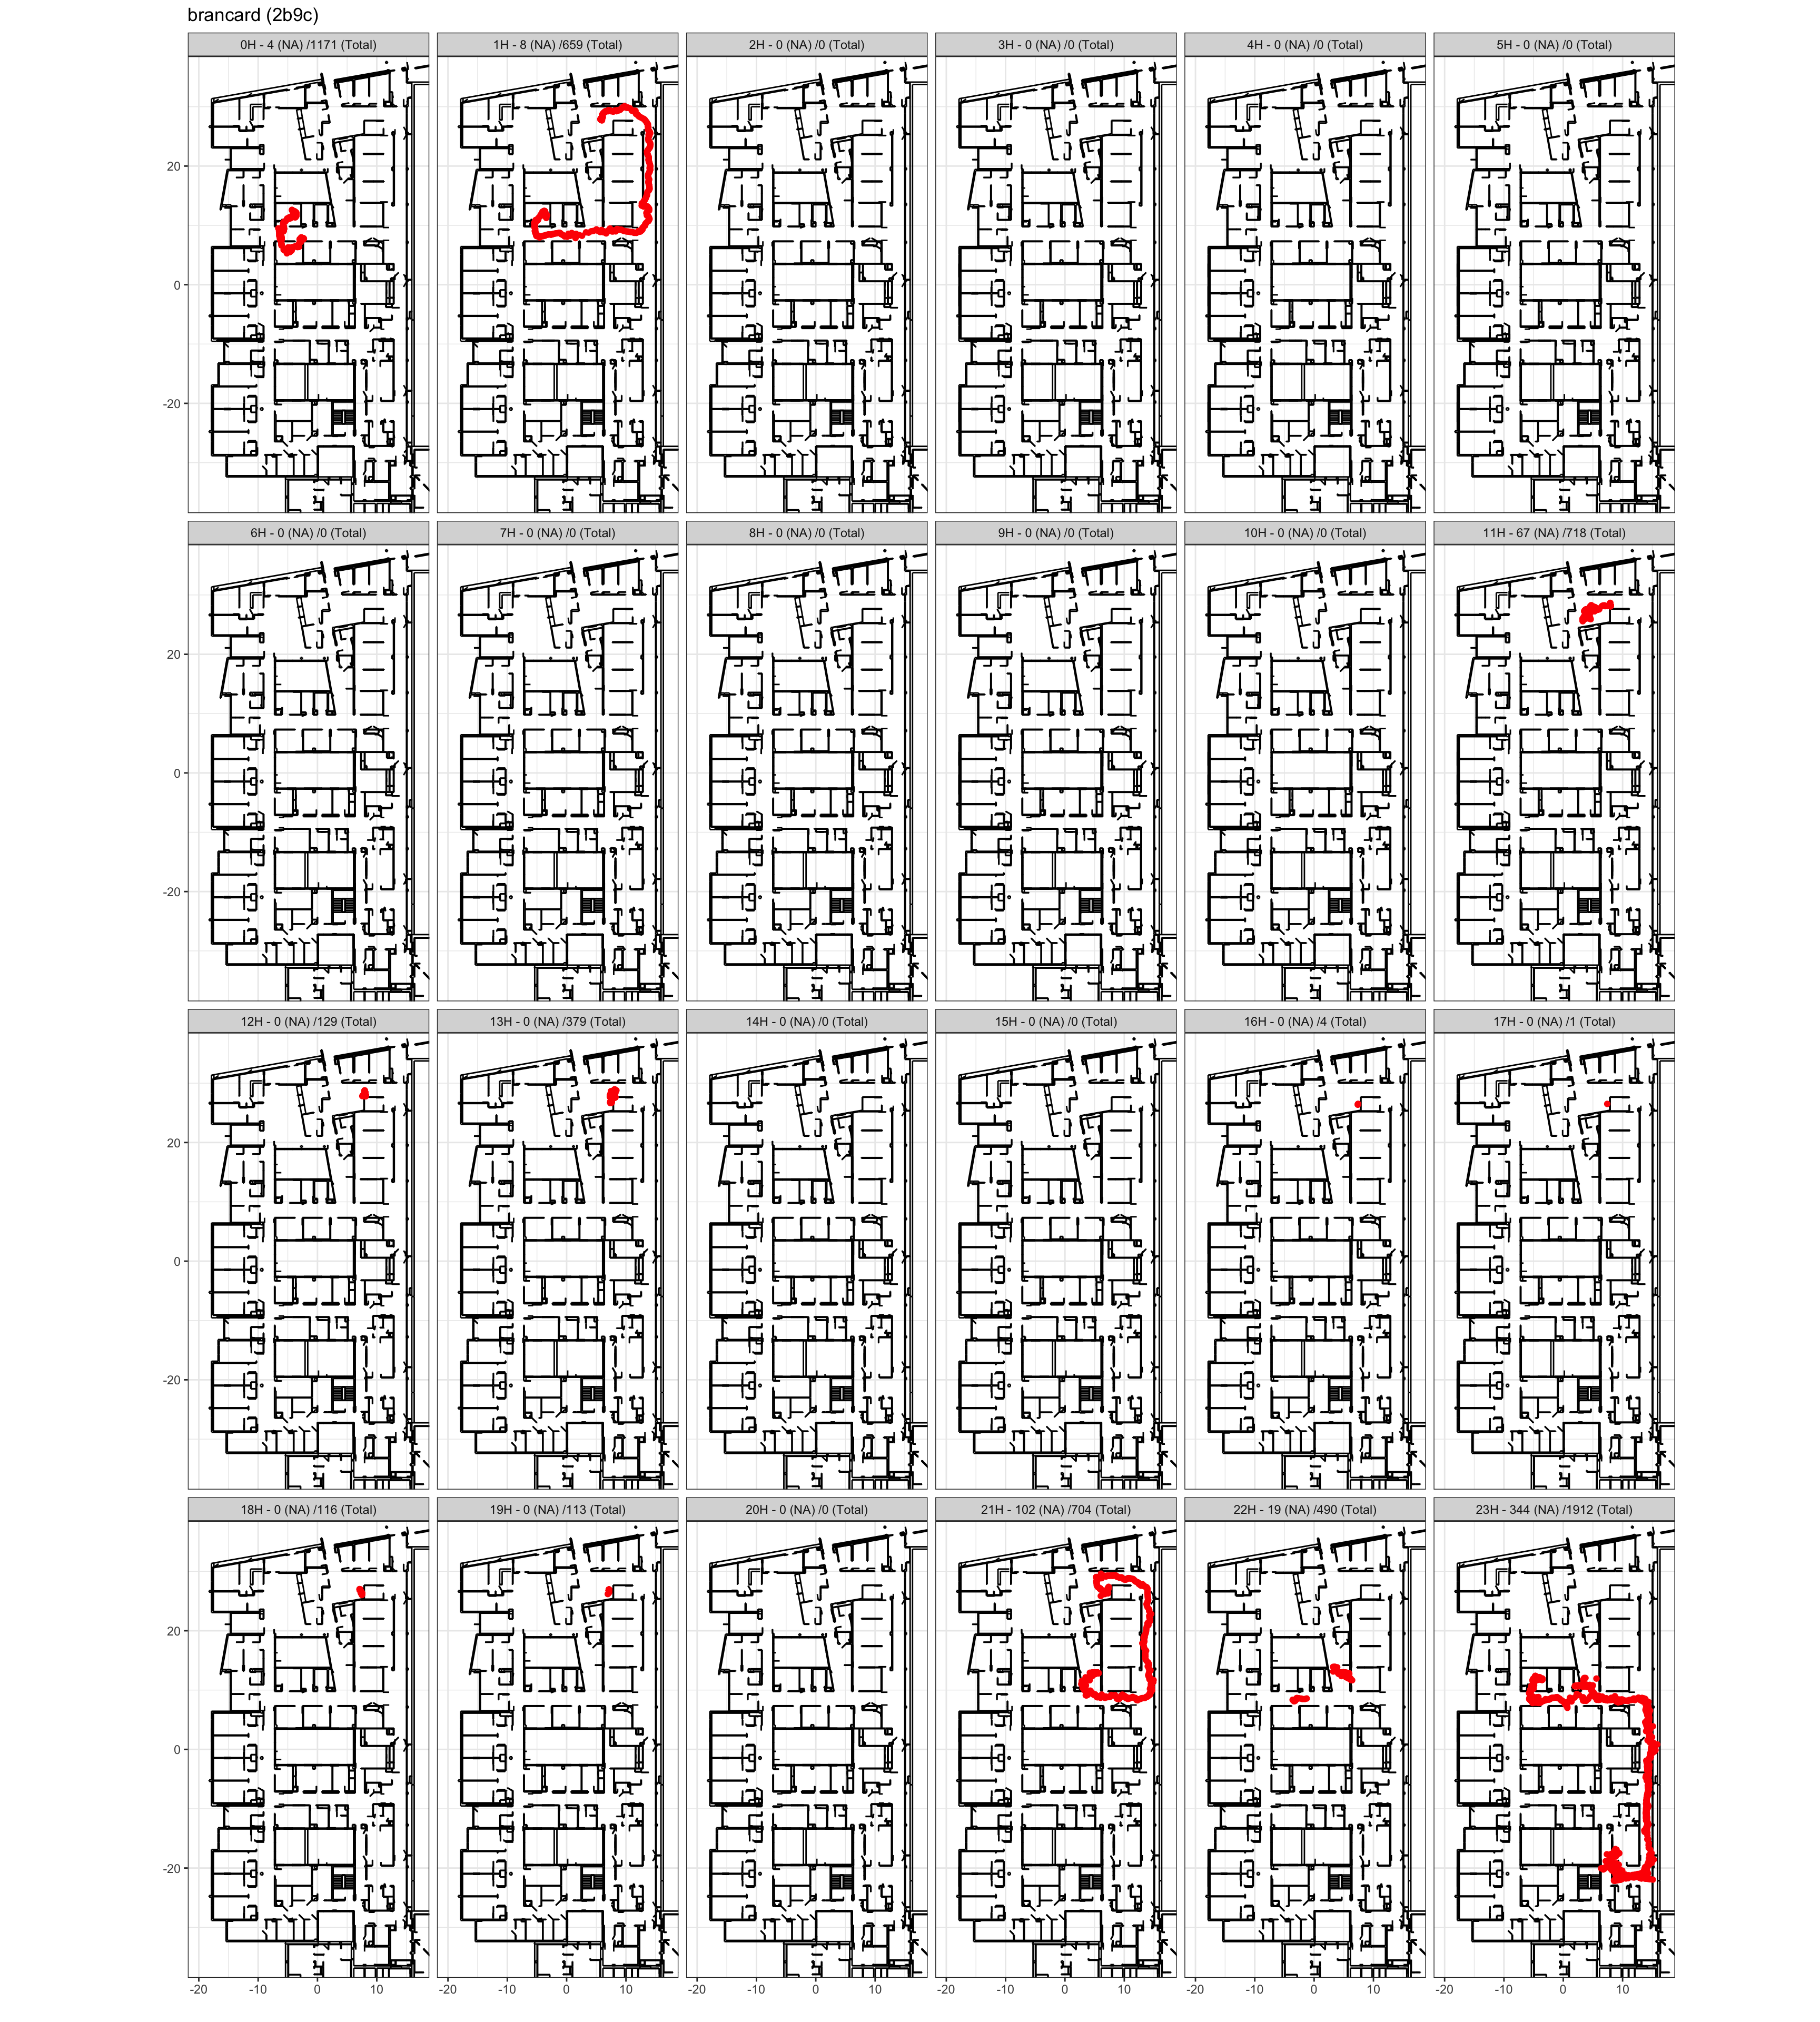 brancard (2b9c)
0H - 4 (NA) /1171 (Total)
1H - 8 (NA) /659 (Total)
2H - 0 (NA) /0 (Total)
3H - 0 (NA) /0 (Total)
4H - 0 (NA) /0 (Total)
5H - 0 (NA) /0 (Total)
20
0
-20
6H - 0 (NA) /0 (Total)
7H - 0 (NA) /0 (Total)
8H - 0 (NA) /0 (Total)
9H - 0 (NA) /0 (Total)
10H - 0 (NA) /0 (Total)
11H - 67 (NA) /718 (Total)
20
0
-20
12H - 0 (NA) /129 (Total)
13H - 0 (NA) /379 (Total)
14H - 0 (NA) /0 (Total)
15H - 0 (NA) /0 (Total)
16H - 0 (NA) /4 (Total)
17H - 0 (NA) /1 (Total)
20
0
-20
18H - 0 (NA) /116 (Total)
19H - 0 (NA) /113 (Total)
20H - 0 (NA) /0 (Total)
21H - 102 (NA) /704 (Total)
22H - 19 (NA) /490 (Total)
23H - 344 (NA) /1912 (Total)
20
0
-20
-20 -10 0 10
-20 -10 0 10
-20 -10 0 10
-20 -10 0 10
-20 -10 0 10
-20 -10 0 10